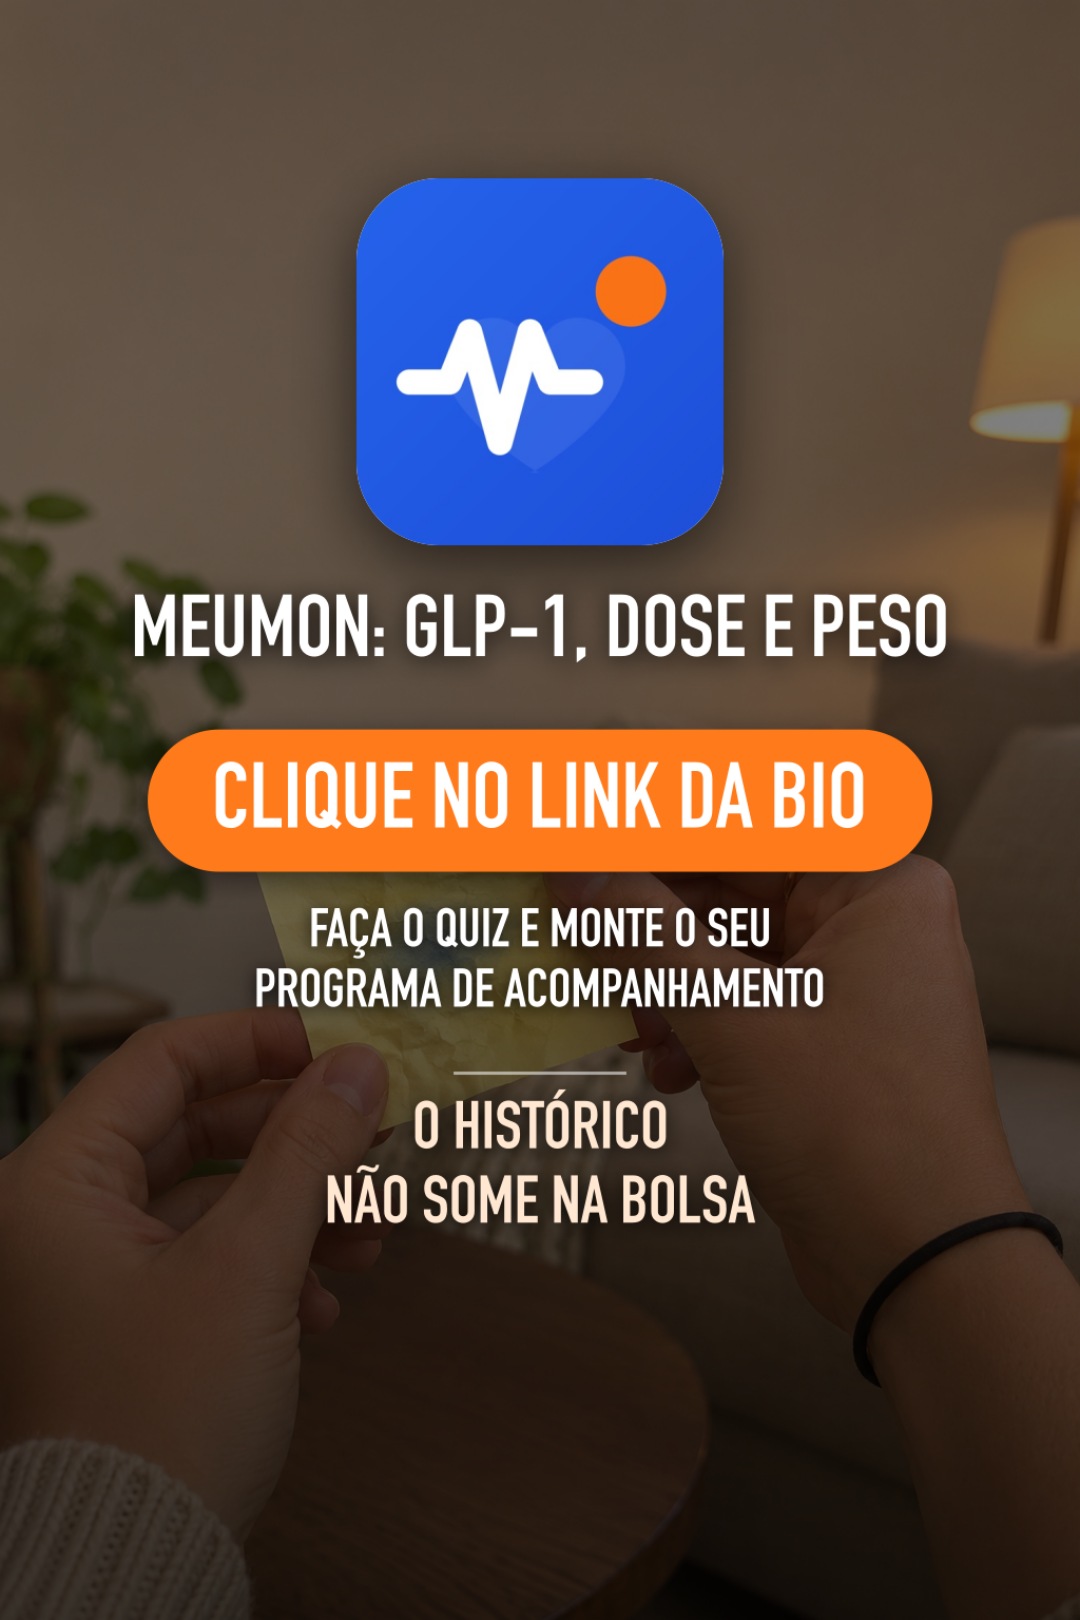 MEUMON: GLP-1, DOSE E PESO
CLIQUE NO LINK DA BIO
FAÇA O QUIZ E MONTE O SEU
PROGRAMA DE ACOMPANHAMENTO
O HISTÓRICO
NÃO SOME NA BOLSA